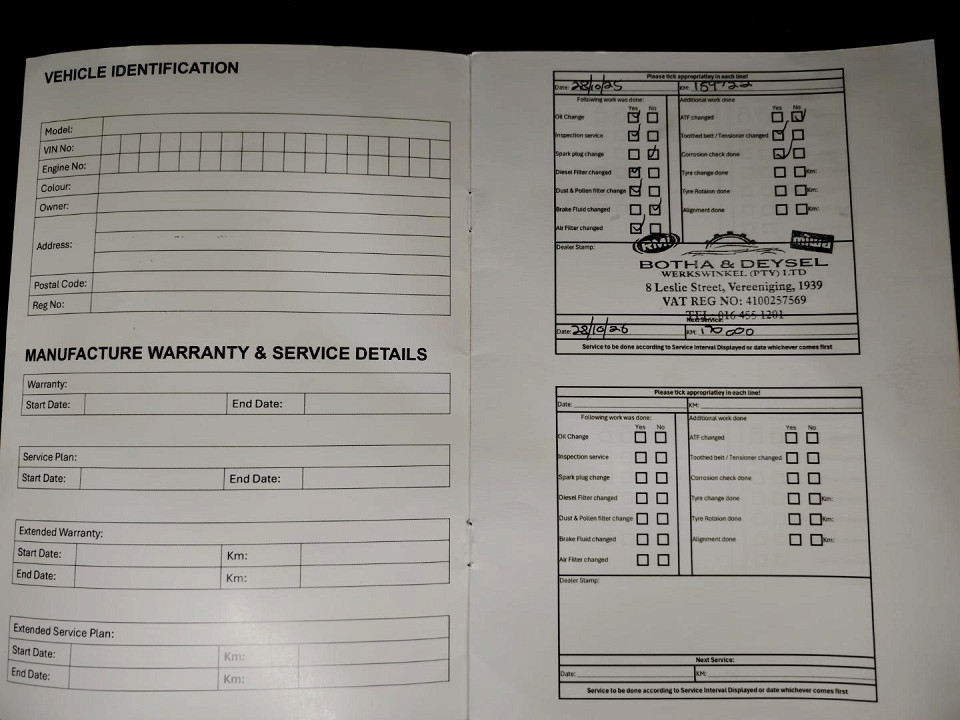 VEHICLE IDENTIFICATION
Model:
VIN No:
Engine No:
Colour:
Owner:
Address:
Postal Code:
Reg No:
MANUFACTURE WARRANTY & SERVICE DETAILS
Warranty:
Start Date: End Date:
Service Plan:
Start Date: End Date:
Extended Warranty:
Start Date: Km:
End Date: Km:
Extended Service Plan:
Start Date: Km:
End Date: Km:
Please tick appropriatley in each line!
Date: 28/10/25 KM: 159722
Following work was done: Additional work done
Yes No Yes No
Oil Change ATF changed
Inspection service Toothed belt / Tensioner changed
Spark plug change Corrosion check done
Diesel Filter changed Tyre change done Km:
Dust & Pollen filter change Tyre Rotaion done Km:
Brake Fluid changed Alignment done Km:
Air Filter changed
Dealer Stamp: RMI miwa
BOTHA & DEYSEL
WERKSWINKEL (PTY) LTD
8 Leslie Street, Vereeniging, 1939
VAT REG NO: 4100257569
TEL: 016 455 1201
Next Service:
Date: 28/10/26 KM: 170 000
Service to be done according to Service Interval Displayed or date whichever comes first
Please tick appropriatley in each line!
Date: KM:
Following work was done: Additional work done
Yes No Yes No
Oil Change ATF changed
Inspection service Toothed belt / Tensioner changed
Spark plug change Corrosion check done
Diesel Filter changed Tyre change done Km:
Dust & Pollen filter change Tyre Rotaion done Km:
Brake Fluid changed Alignment done Km:
Air Filter changed
Dealer Stamp:
Next Service:
Date: KM:
Service to be done according to Service Interval Displayed or date whichever comes first